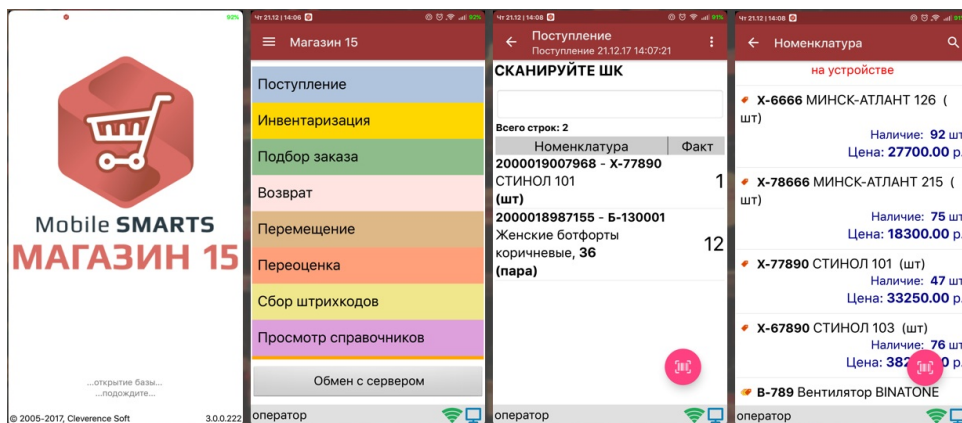 92%
Mobile SMARTS
МАГАЗИН 15
...открытие базы...
...подождите...
© 2005-2017, Cleverence Soft
3.0.0.222
Чт 21.12 | 14:06
92%
Магазин 15
Поступление
Инвентаризация
Подбор заказа
Возврат
Перемещение
Переоценка
Сбор штрихкодов
Просмотр справочников
Обмен с сервером
оператор
Чт 21.12 | 14:08
91%
Поступление
Поступление 21.12.17 14:07:21
СКАНИРУЙТЕ ШК
Всего строк: 2
Номенклатура Факт
2000019007968 - Х-77890
СТИНОЛ 101
1
(шт)
2000018987155 - Б-130001
Женские ботфорты
12
коричневые, 36
(пара)
оператор
Чт 21.12 | 14:08
Номенклатура
на устройстве
Х-6666 МИНСК-АТЛАНТ 126 (
шт)
Наличие: 92 шт
Цена: 27700.00 р.
Х-78666 МИНСК-АТЛАНТ 215 (
шт)
Наличие: 75 шт
Цена: 18300.00 р.
Х-77890 СТИНОЛ 101 (шт)
Наличие: 47 шт
Цена: 33250.00 р.
Х-67890 СТИНОЛ 103 (шт)
Наличие: 76 шт
Цена:
В-789 Вентилятор BINATONE
оператор